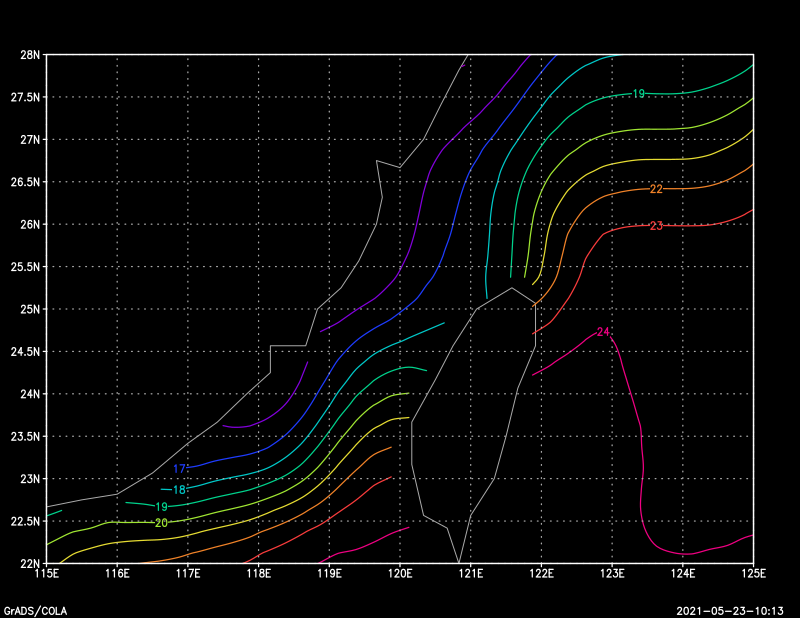 28N
27.5N
19
27N
26.5N
22
26N
23
25.5N
25N
24
24.5N
24N
23.5N
17
23N
18
19
20
22.5N
22N
115E 116E 117E 118E 119E 120E 121E 122E 123E 124E 125E
GrADS/COLA
2021-05-23-10:13